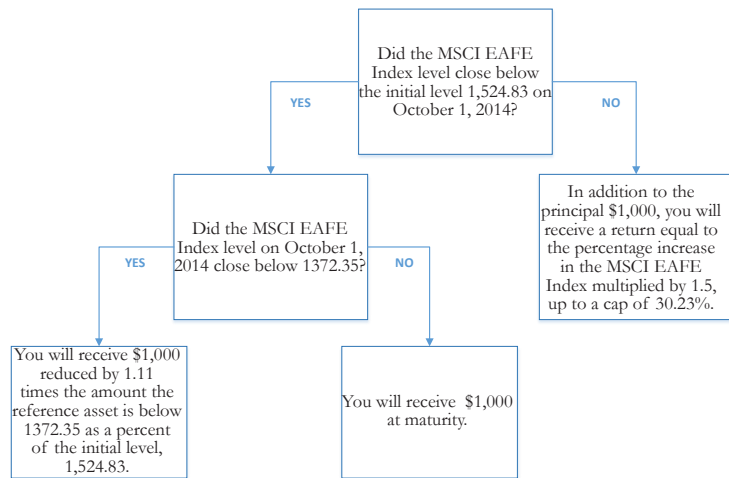 Did the MSCI EAFE
Index level close below
the initial level 1,524.83 on
October 1, 2014?
YES
NO
Did the MSCI EAFE
Index level on October 1,
2014 close below 1372.35?
In addition to the
principal $1,000, you will
receive a return equal to
the percentage increase
in the MSCI EAFE
Index multiplied by 1.5,
up to a cap of 30.23%.
YES
NO
You will receive $1,000
reduced by 1.11
times the amount the
reference asset is below
1372.35 as a percent
of the initial level,
1,524.83.
You will receive $1,000
at maturity.